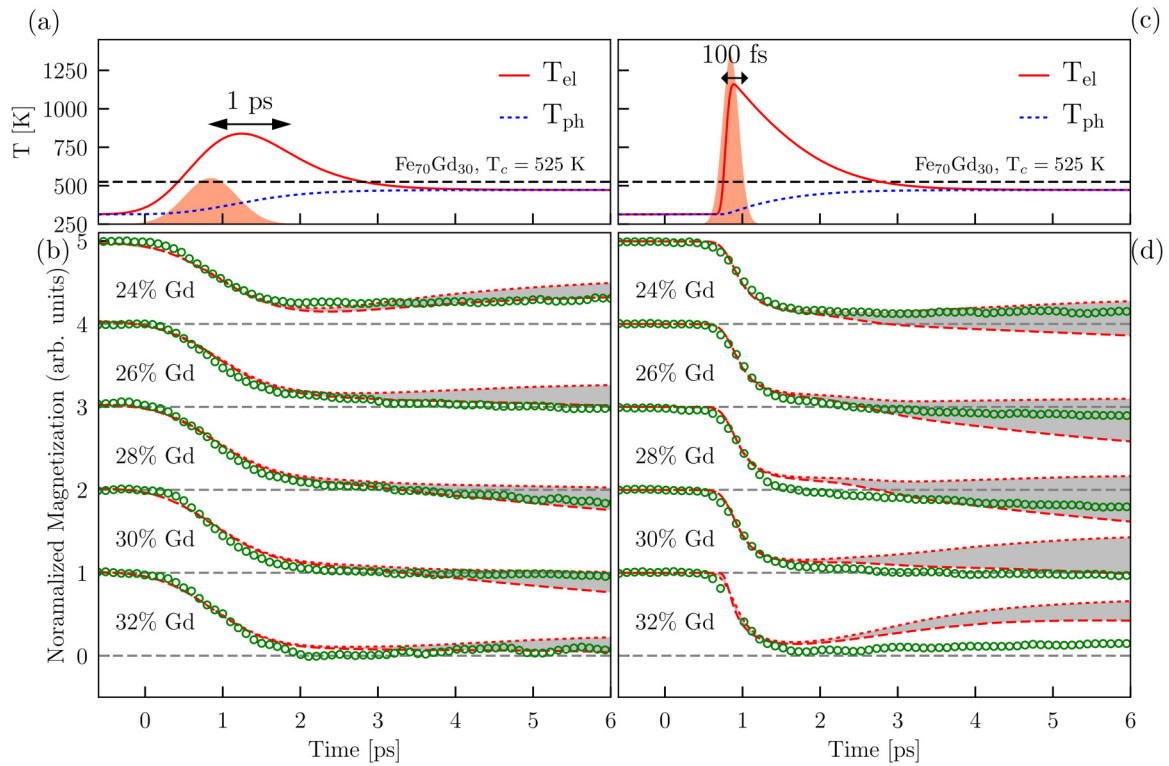 (a)
(c)
T [K]
1250
1000
750
500
250
1 ps
T_el
T_ph
Fe₇₀Gd₃₀, T_c = 525 K
100 fs
T_el
T_ph
Fe₇₀Gd₃₀, T_c = 525 K
(b)
(d)
Noramalized Magnetization (arb. units)
5
4
3
2
1
0
24% Gd
26% Gd
28% Gd
30% Gd
32% Gd
24% Gd
26% Gd
28% Gd
30% Gd
32% Gd
0 1 2 3 4 5 6
Time [ps]
0 1 2 3 4 5 6
Time [ps]